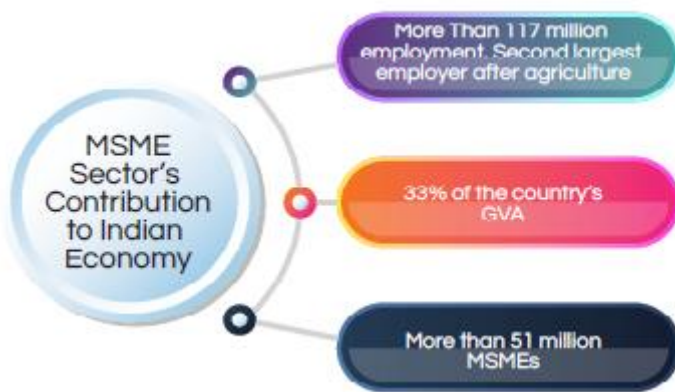 MSME
Sector's
Contribution
to Indian
Economy
More Than 117 million
employment, Second largest
employer after agriculture
33% of the country's
GVA
More than 51 million
MSMEs